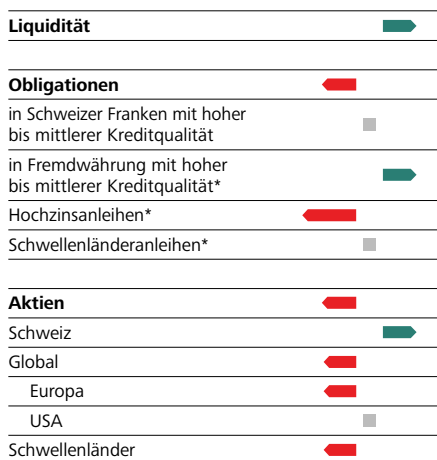 Liquidität
Obligationen
in Schweizer Franken mit hoher
bis mittlerer Kreditqualität
in Fremdwährung mit hoher
bis mittlerer Kreditqualität*
Hochzinsanleihen*
Schwellenländeranleihen*
Aktien
Schweiz
Global
Europa
USA
Schwellenländer